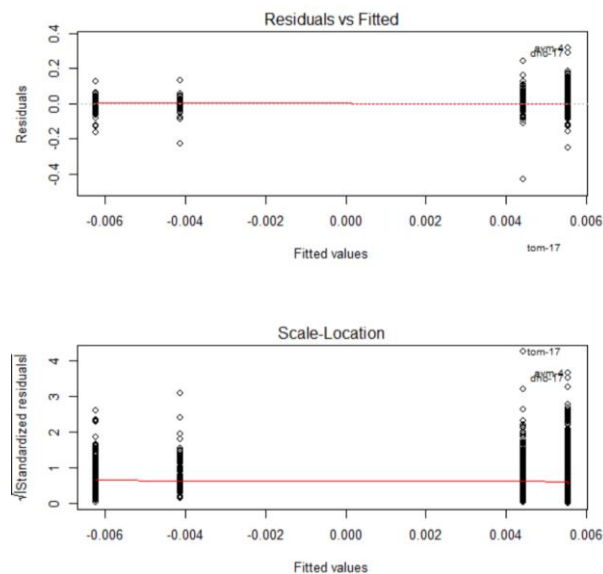 Residuals vs Fitted
Residuals
0.4
0.2
0.0
-0.2
-0.4
dho-17
-0.006
-0.004
-0.002
0.000
0.002
0.004
0.006
Fitted values
tom-17
Scale-Location
√|Standardized residuals|
4
3
2
1
0
tom-17
dho-17
-0.006
-0.004
-0.002
0.000
0.002
0.004
0.006
Fitted values